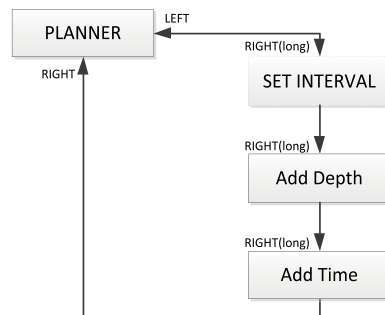 LEFT
PLANNER
RIGHT(long)
RIGHT
SET INTERVAL
RIGHT(long)
Add Depth
RIGHT(long)
Add Time